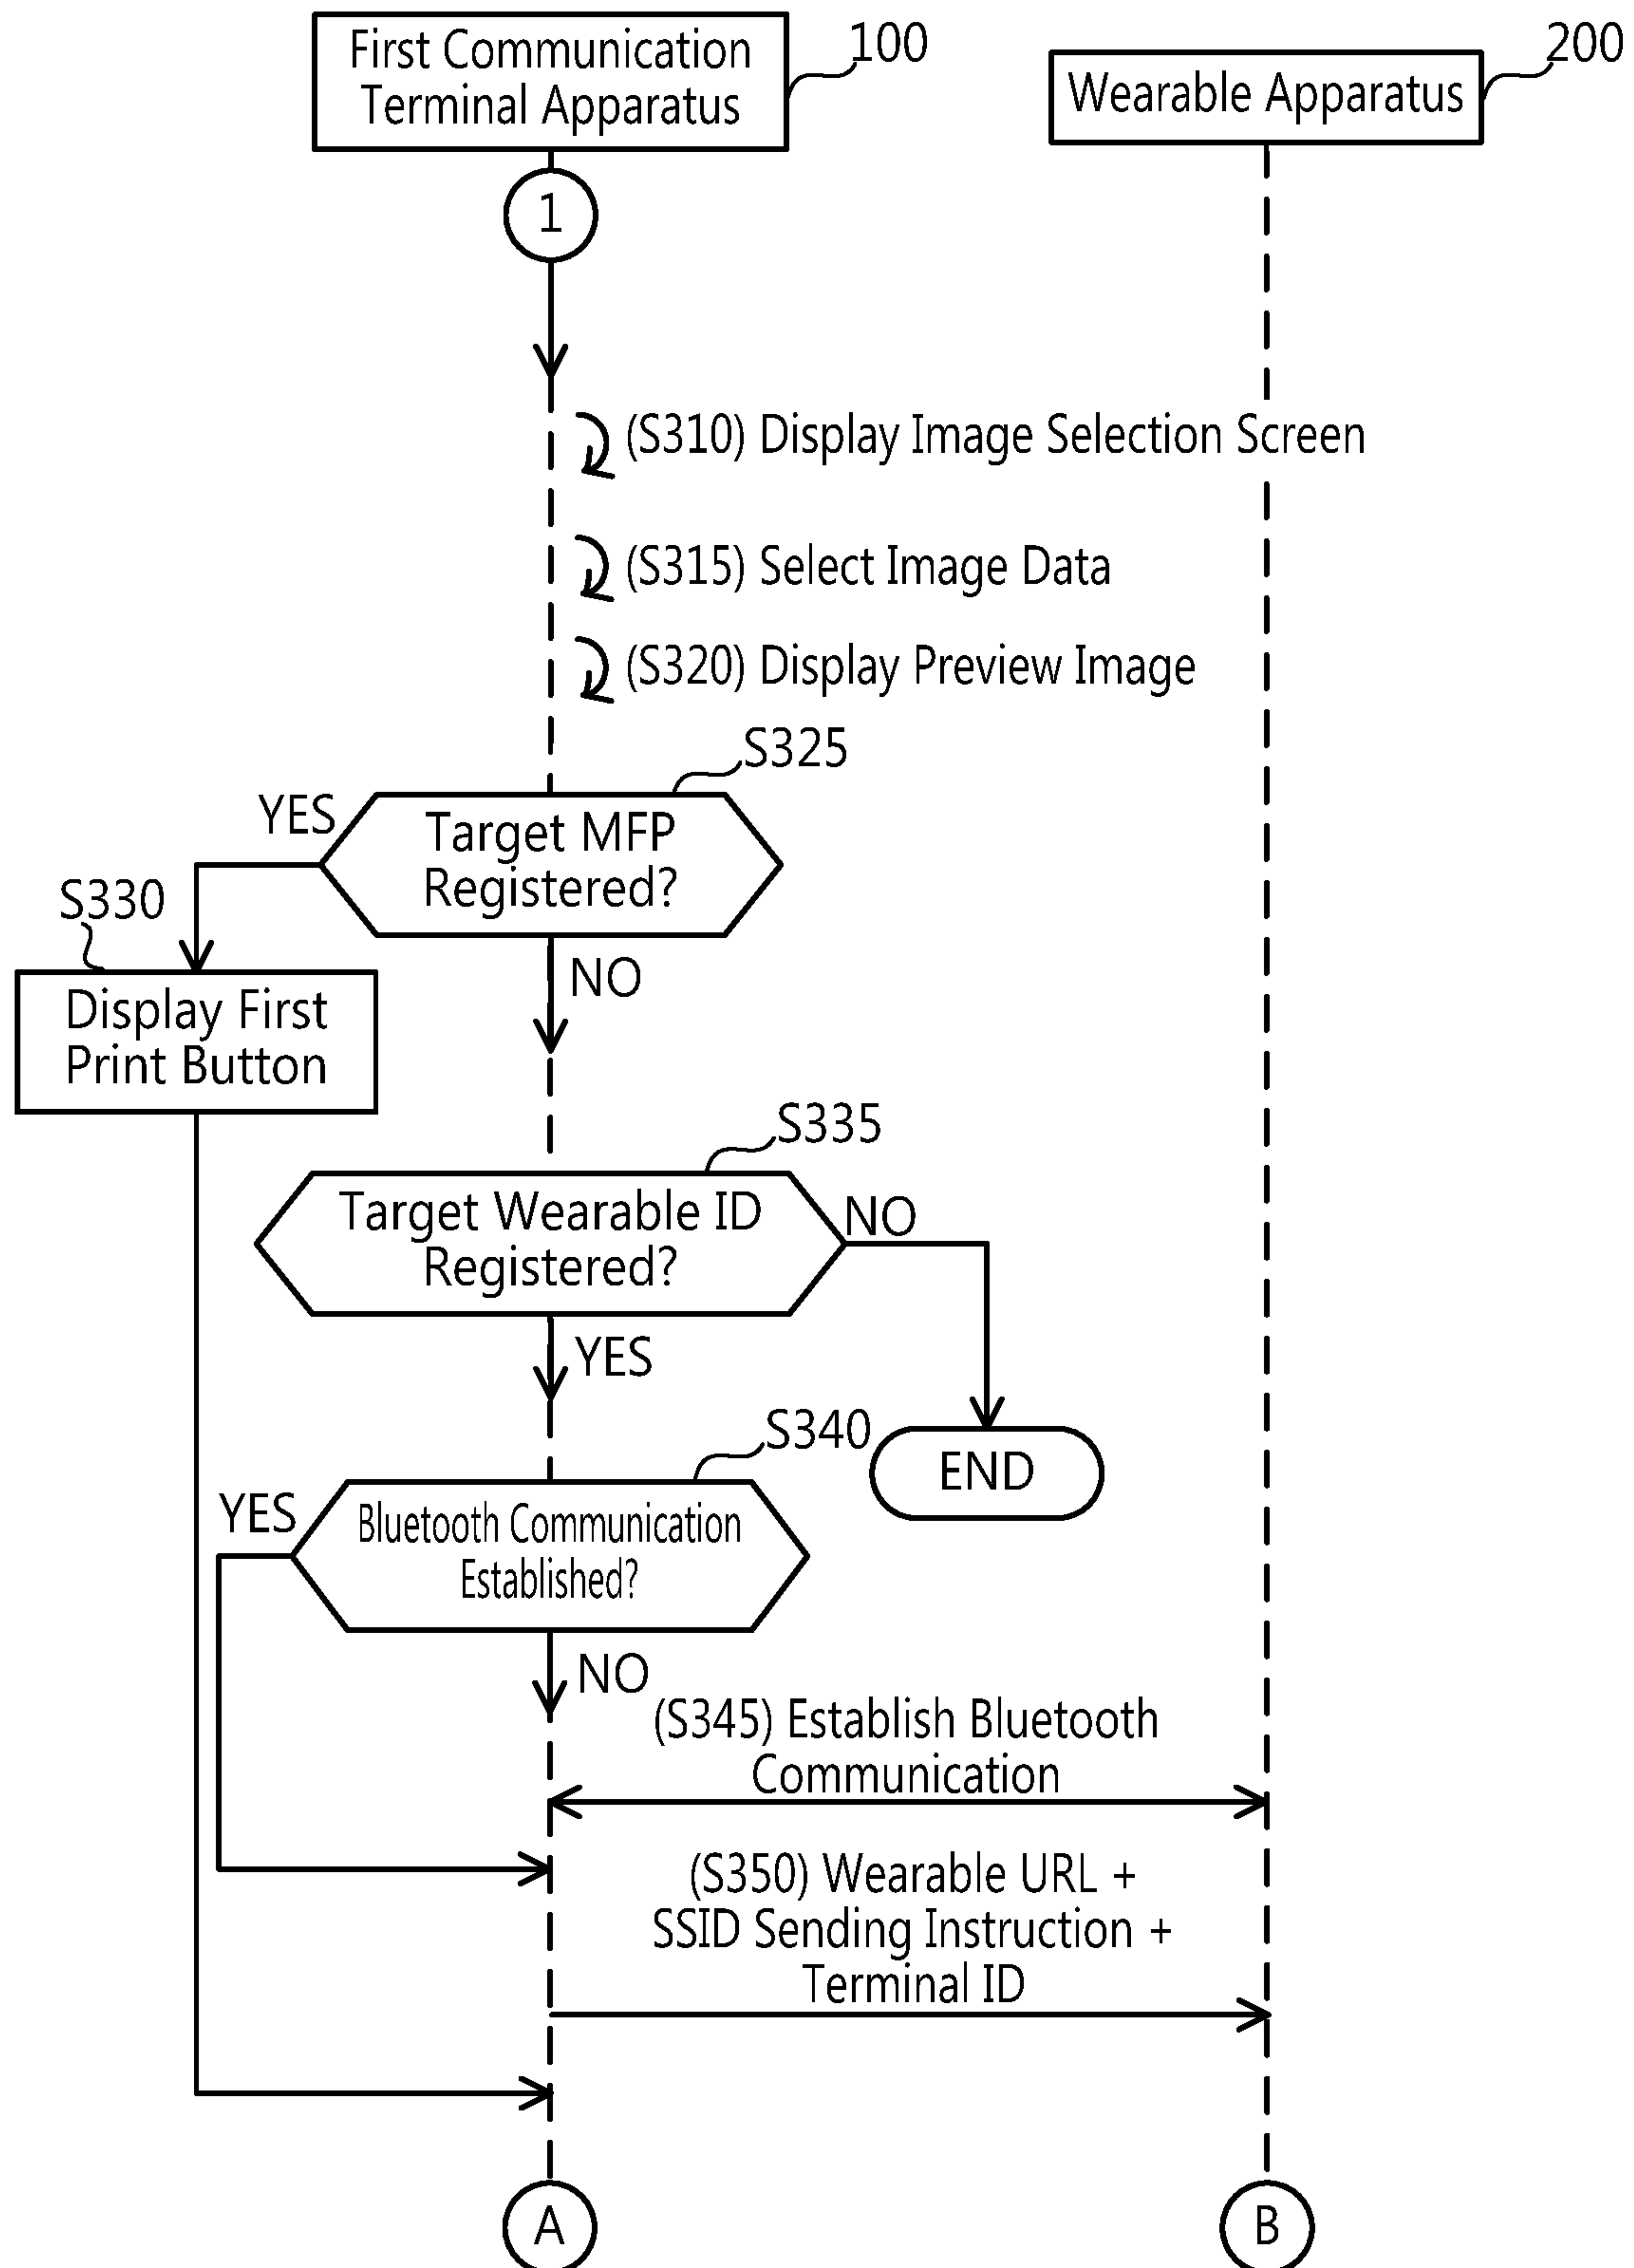 First Communication
Terminal Apparatus
100
Wearable Apparatus
200
1
(S310) Display Image Selection Screen
(S315) Select Image Data
(S320) Display Preview Image
S325
YES
Target MFP
Registered?
S330
NO
Display First
Print Button
S335
Target Wearable ID
Registered?
NO
YES
S340
END
YES
Bluetooth Communication
Established?
NO
(S345) Establish Bluetooth
Communication
(S350) Wearable URL +
SSID Sending Instruction +
Terminal ID
A
B